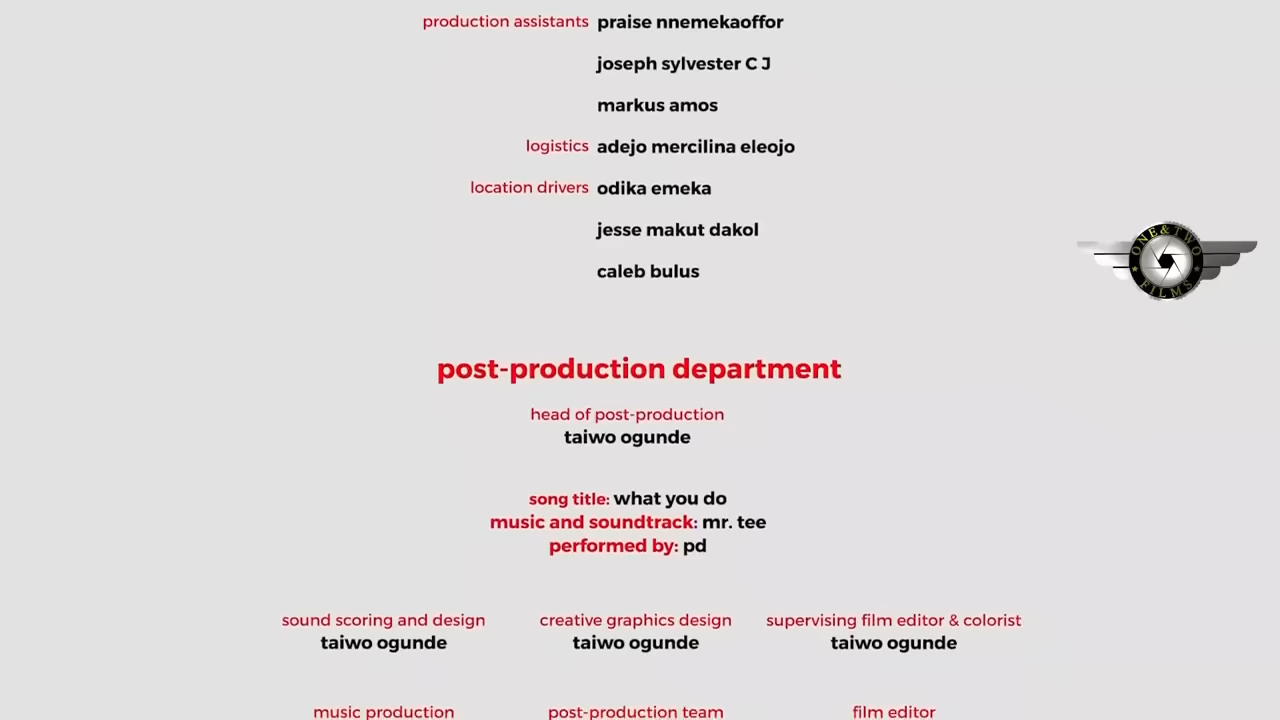 production assistants praise nnemekaoffor
joseph sylvester C J
markus amos
logistics adejo mercilina eleojo
location drivers odika emeka
jesse makut dakol
caleb bulus
ONE & TWO
FILMS
post-production department
head of post-production
taiwo ogunde
song title: what you do
music and soundtrack: mr. tee
performed by: pd
sound scoring and design creative graphics design supervising film editor & colorist
taiwo ogunde taiwo ogunde taiwo ogunde
music production post-production team film editor